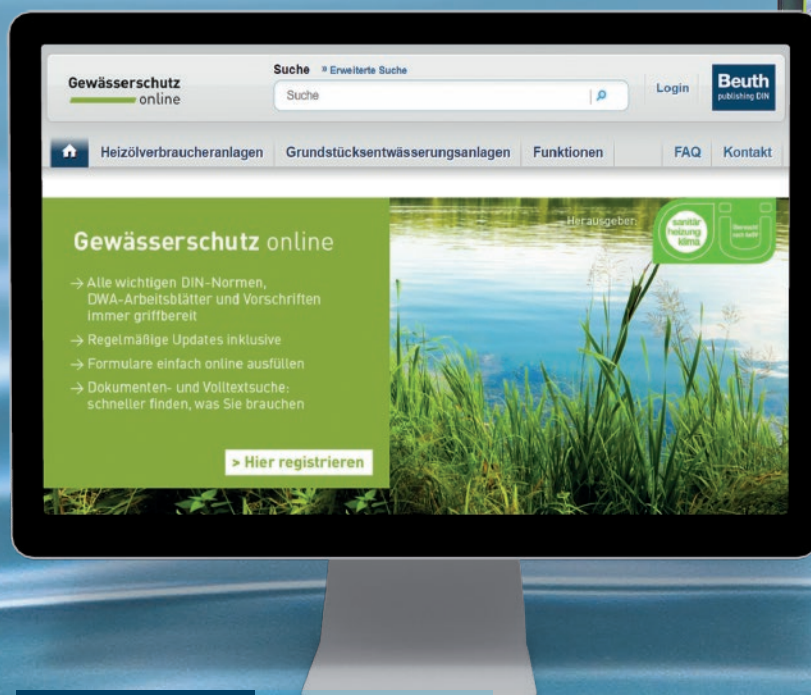 Gewässerschutz
online
Suche » Erweiterte Suche
Suche
Login
Beuth
publishing DIN
Heizölverbraucheranlagen Grundstücksentwässerungsanlagen Funktionen FAQ Kontakt
Gewässerschutz online
→ Alle wichtigen DIN-Normen,
DWA-Arbeitsblätter und Vorschriften
immer griffbereit
→ Regelmäßige Updates inklusive
→ Formulare einfach online ausfüllen
→ Dokumenten- und Volltextsuche:
schneller finden, was Sie brauchen
> Hier registrieren
Herausgeber:
sanitär
heizung
klima